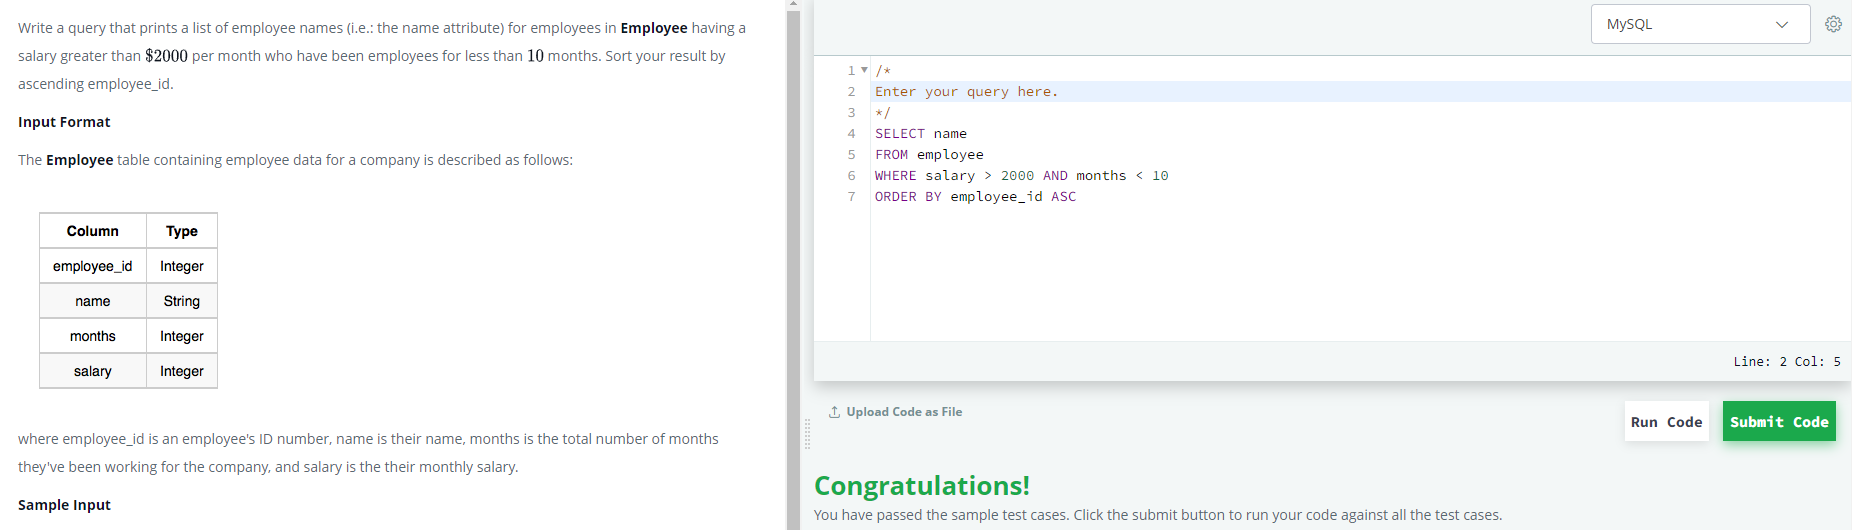 Write a query that prints a list of employee names (i.e.: the name attribute) for employees in Employee having a
salary greater than $2000 per month who have been employees for less than 10 months. Sort your result by
ascending employee_id.
Input Format
The Employee table containing employee data for a company is described as follows:
Column Type
employee_id Integer
name String
months Integer
salary Integer
where employee_id is an employee's ID number, name is their name, months is the total number of months
they've been working for the company, and salary is the their monthly salary.
Sample Input
MySQL
1 /*
2 Enter your query here.
3 */
4 SELECT name
5 FROM employee
6 WHERE salary > 2000 AND months < 10
7 ORDER BY employee_id ASC
Line: 2 Col: 5
Upload Code as File
Run Code
Submit Code
Congratulations!
You have passed the sample test cases. Click the submit button to run your code against all the test cases.